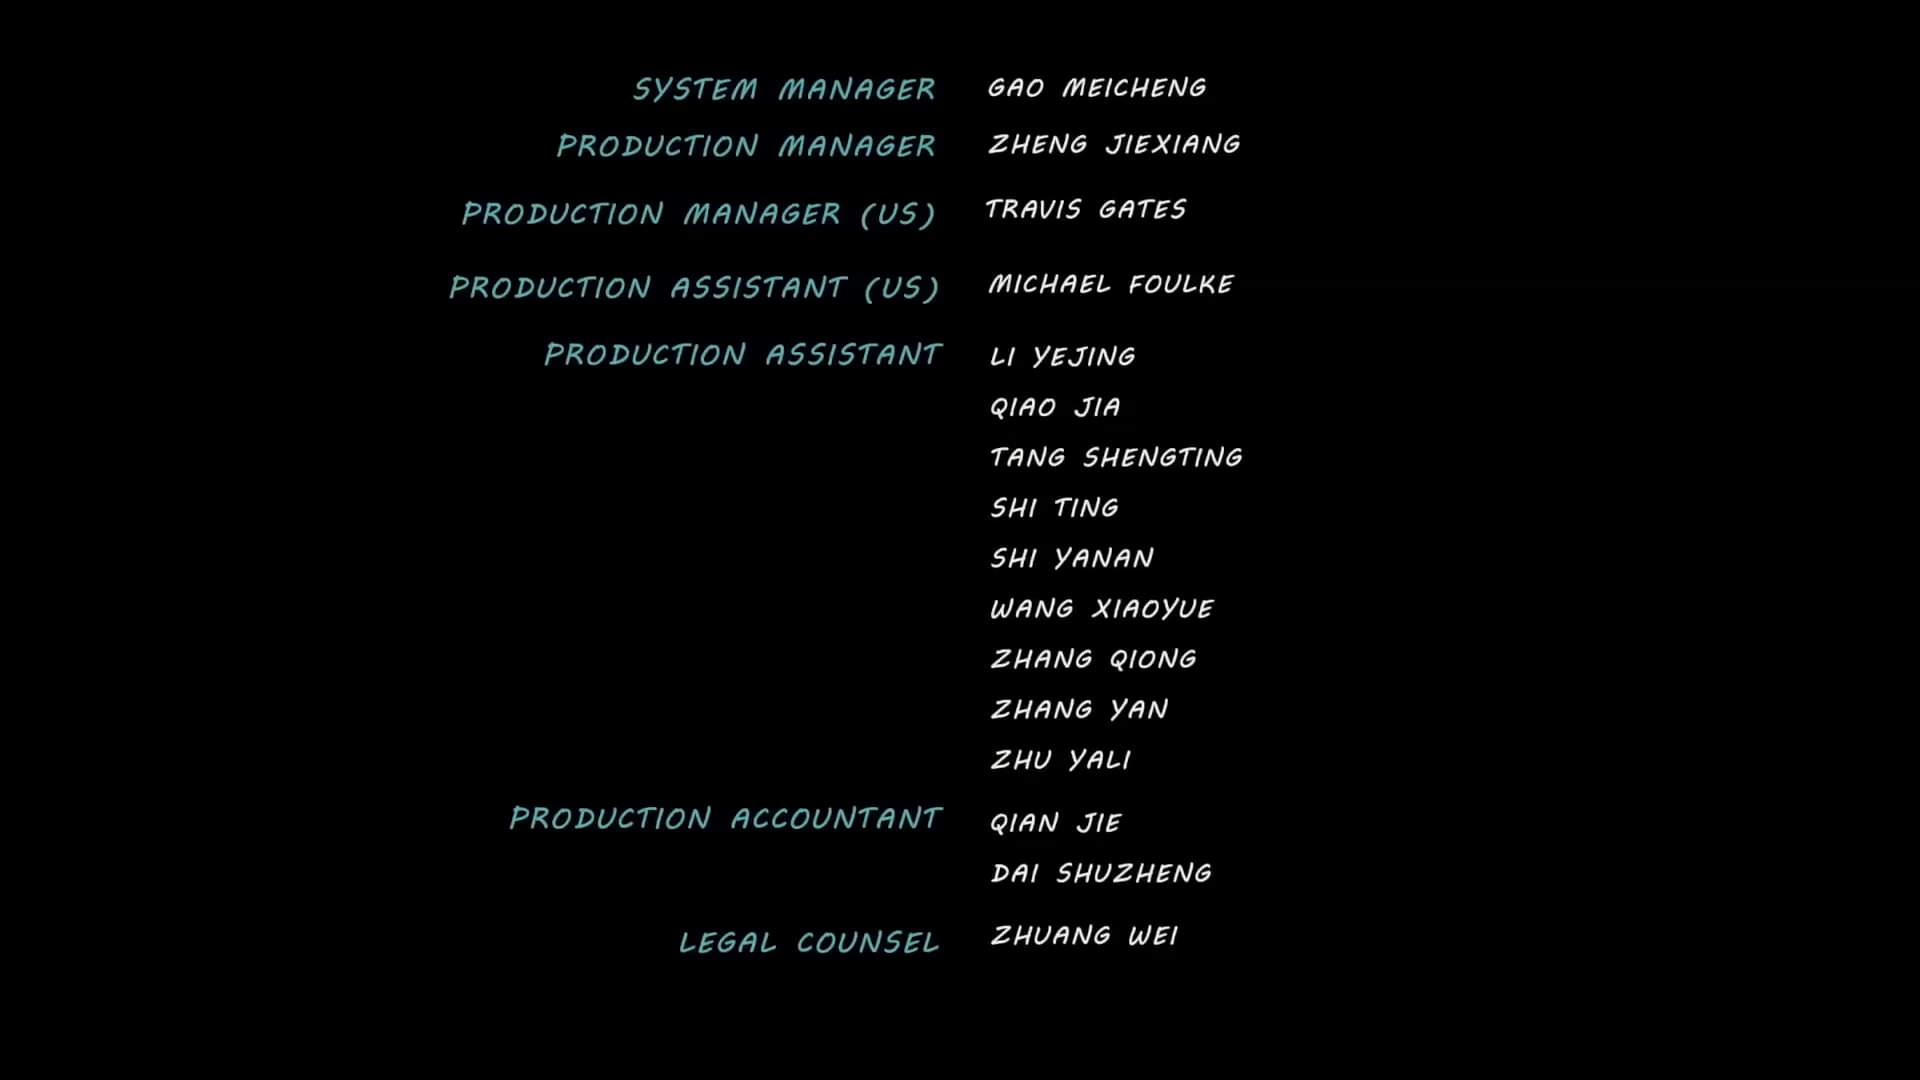 SYSTEM MANAGER GAO MEICHENG
PRODUCTION MANAGER ZHENG JIEXIANG
PRODUCTION MANAGER (US) TRAVIS GATES
PRODUCTION ASSISTANT (US) MICHAEL FOULKE
PRODUCTION ASSISTANT LI YEJING
QIAO JIA
TANG SHENGTING
SHI TING
SHI YANAN
WANG XIAOYUE
ZHANG QIONG
ZHANG YAN
ZHU YALI
PRODUCTION ACCOUNTANT QIAN JIE
DAI SHUZHENG
LEGAL COUNSEL ZHUANG WEI